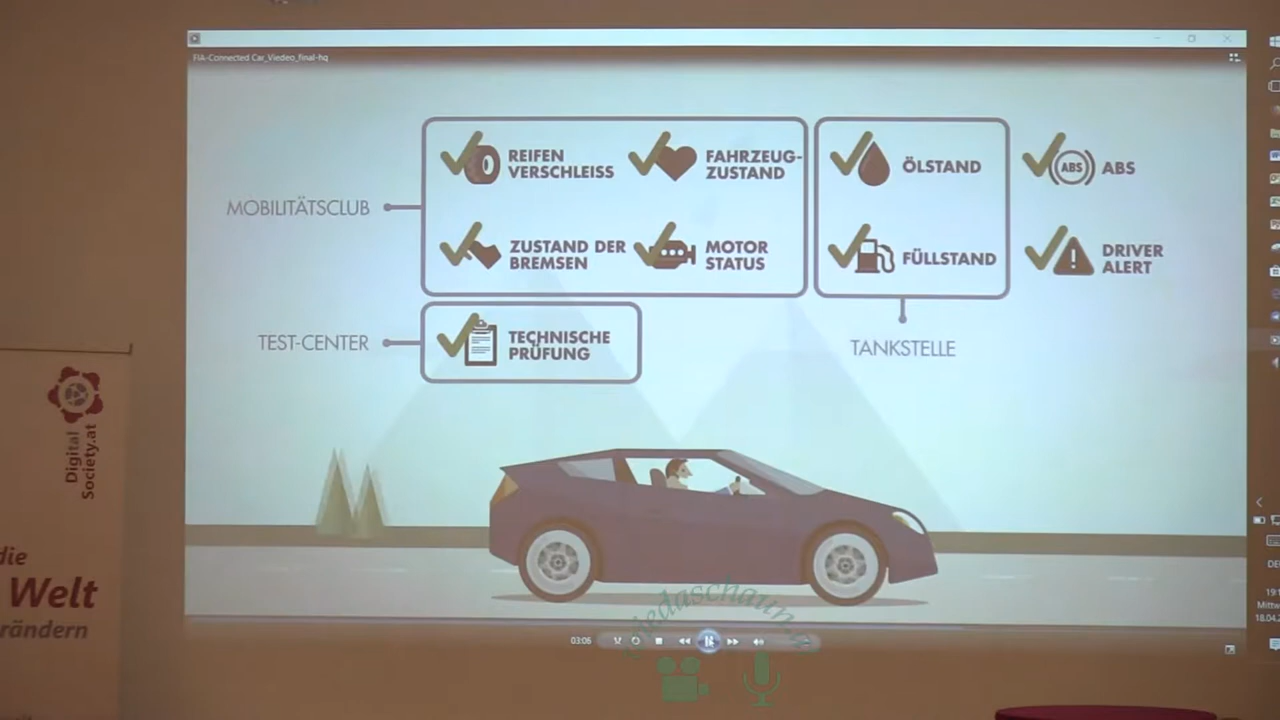 FIA-Connected Car_Viedeo_final-hq
REIFEN
VERSCHLEISS
FAHRZEUG-
ZUSTAND
ÖLSTAND
ABS
ABS
MOBILITÄTSCLUB
ZUSTAND DER
BREMSEN
MOTOR
STATUS
FÜLLSTAND
DRIVER
ALERT
TEST-CENTER
TECHNISCHE
PRÜFUNG
TANKSTELLE
Digital
Society.at
die
Welt
rändern
03:06